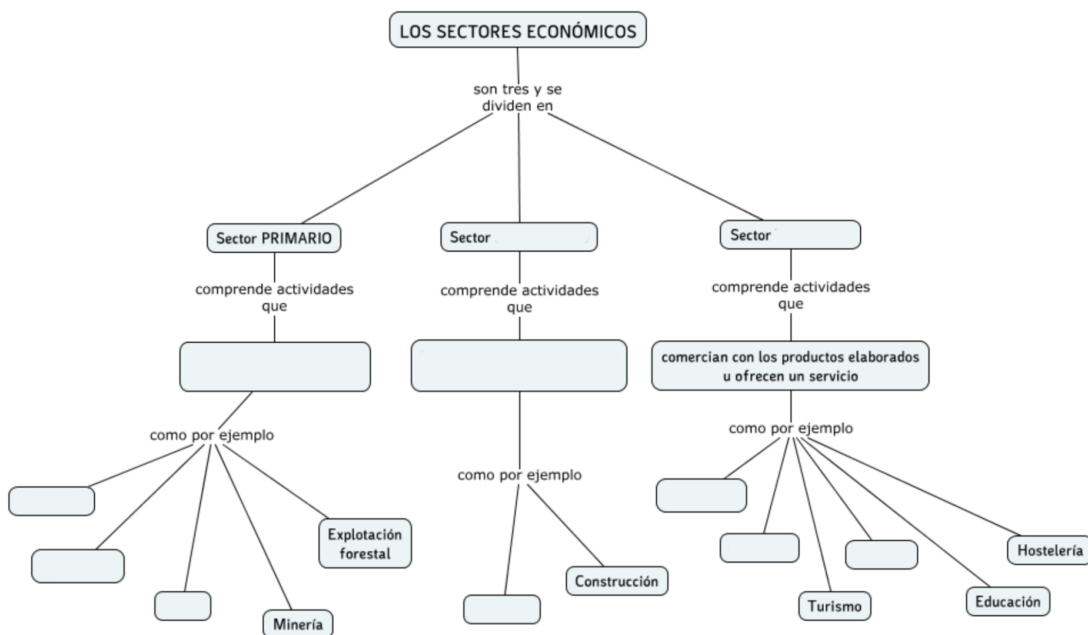 LOS SECTORES ECONÓMICOS
son tres y se
dividen en
Sector PRIMARIO
Sector
Sector
comprende actividades
que
comprende actividades
que
comprende actividades
que
comercian con los productos elaborados
u ofrecen un servicio
como por ejemplo
como por ejemplo
como por ejemplo
Explotación
forestal
Minería
Construcción
Turismo
Educación
Hostelería